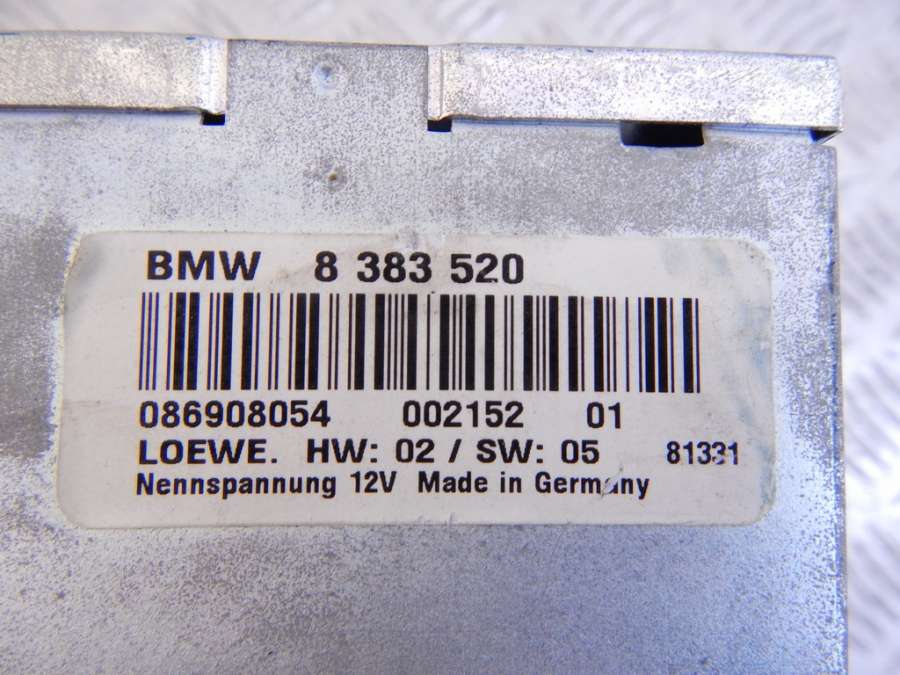 BMW 8 383 520
086908054 002152 01
LOEWE. HW: 02 / SW: 05 81331
Nennspannung 12V Made in Germany